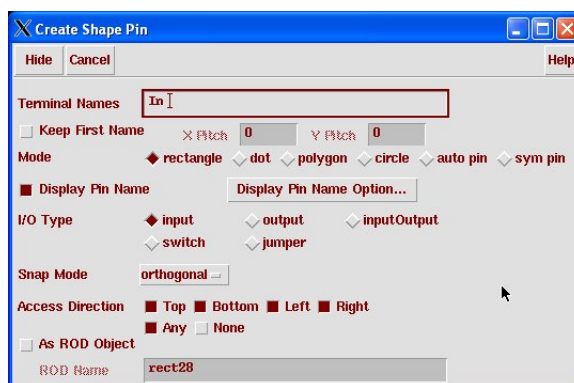 Create Shape Pin
Hide Cancel Help
Terminal Names In
Keep First Name X Pitch 0 Y Pitch 0
Mode rectangle dot polygon circle auto pin sym pin
Display Pin Name Display Pin Name Option...
I/O Type input output inputOutput
switch jumper
Snap Mode orthogonal
Access Direction Top Bottom Left Right
Any None
As ROD Object
ROD Name rect28